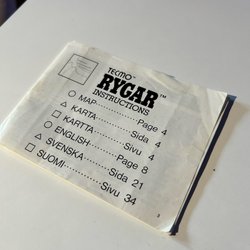 TECMO™
RYGAR™
INSTRUCTIONS
○ MAP··········Page 4
△ KARTA··········Sida 4
□ KARTTA··········Sivu 4
○ ENGLISH··········Page 8
△ SVENSKA··········Sida 21
□ SUOMI··········Sivu 34